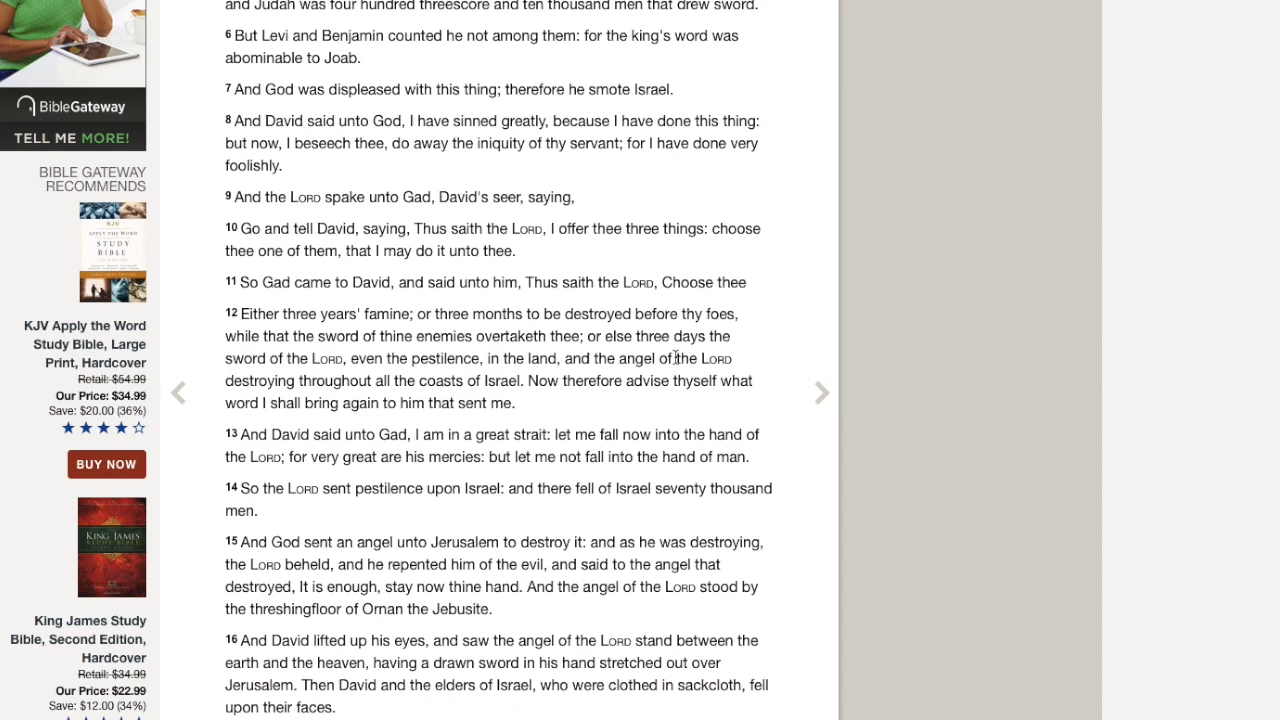 and Judah was four hundred threescore and ten thousand men that drew sword.
6 But Levi and Benjamin counted he not among them: for the king's word was
abominable to Joab.
7 And God was displeased with this thing; therefore he smote Israel.
8 And David said unto God, I have sinned greatly, because I have done this thing:
but now, I beseech thee, do away the iniquity of thy servant; for I have done very
foolishly.
9 And the LORD spake unto Gad, David's seer, saying,
10 Go and tell David, saying, Thus saith the LORD, I offer thee three things: choose
thee one of them, that I may do it unto thee.
11 So Gad came to David, and said unto him, Thus saith the LORD, Choose thee
12 Either three years' famine; or three months to be destroyed before thy foes,
while that the sword of thine enemies overtaketh thee; or else three days the
sword of the LORD, even the pestilence, in the land, and the angel of the LORD
destroying throughout all the coasts of Israel. Now therefore advise thyself what
word I shall bring again to him that sent me.
13 And David said unto Gad, I am in a great strait: let me fall now into the hand of
the LORD; for very great are his mercies: but let me not fall into the hand of man.
14 So the LORD sent pestilence upon Israel: and there fell of Israel seventy thousand
men.
15 And God sent an angel unto Jerusalem to destroy it: and as he was destroying,
the LORD beheld, and he repented him of the evil, and said to the angel that
destroyed, It is enough, stay now thine hand. And the angel of the LORD stood by
the threshingfloor of Ornan the Jebusite.
16 And David lifted up his eyes, and saw the angel of the LORD stand between the
earth and the heaven, having a drawn sword in his hand stretched out over
Jerusalem. Then David and the elders of Israel, who were clothed in sackcloth, fell
upon their faces.
BibleGateway
TELL ME MORE!
BIBLE GATEWAY
RECOMMENDS
KJV
APPLY THE WORD
STUDY
BIBLE
KJV Apply the Word
Study Bible, Large
Print, Hardcover
Retail: $54.99
Our Price: $34.99
Save: $20.00 (36%)
BUY NOW
KING JAMES
STUDY BIBLE
King James Study
Bible, Second Edition,
Hardcover
Retail: $34.99
Our Price: $22.99
Save: $12.00 (34%)